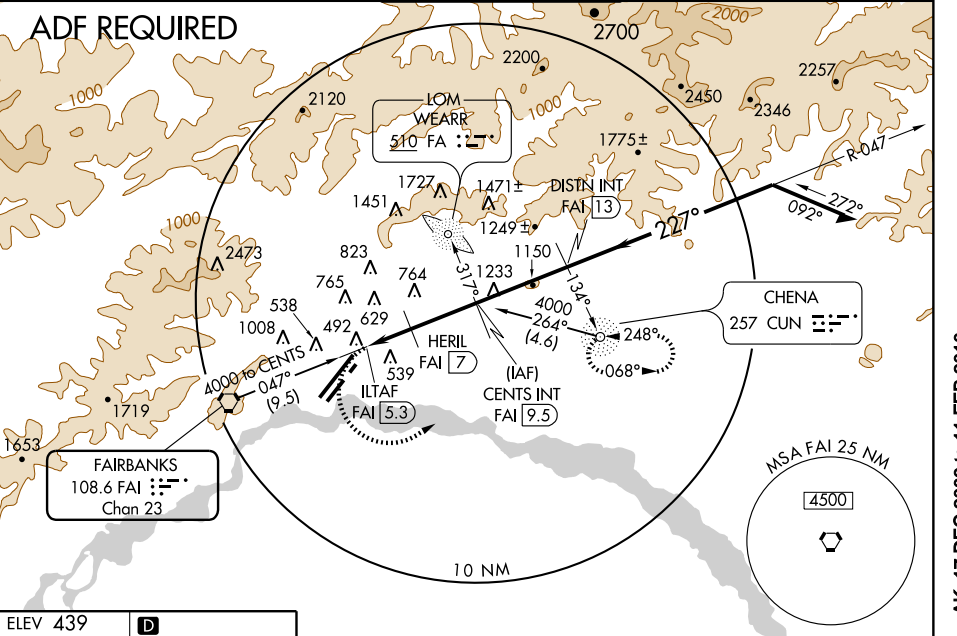 ADF REQUIRED
2000
2700
2200
2257
1000
2120
2450
2346
1000
LOM
WEARR
510 FA
1775±
R-047
1727
1471±
DISTN INT
FAI 13
1451
272°
092°
227°
1000
1249±
2473
823
1150
317°
1233
134°
765
764
4000
264°
(4.6)
CHENA
257 CUN
538
629
248°
1008
492
HERIL
FAI 7
068°
4000 to CENTS
047°
(9.5)
539
(IAF)
CENTS INT
FAI 9.5
ILTAF
FAI 5.3
1719
1653
FAIRBANKS
108.6 FAI
Chan 23
MSA FAI 25 NM
4500
10 NM
ELEV 439
D